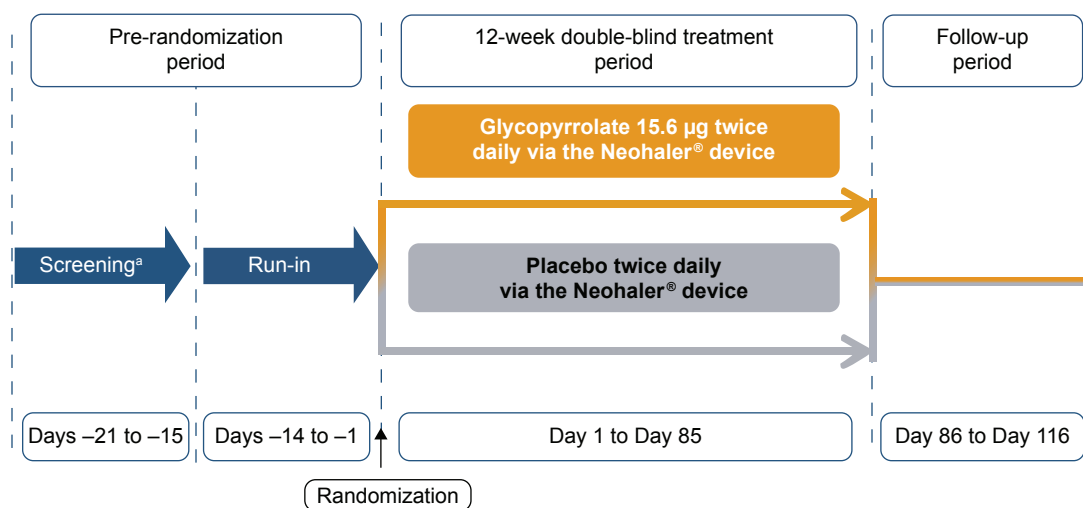 Pre-randomization
period
12-week double-blind treatment
period
Follow-up
period
Glycopyrrolate 15.6 µg twice
daily via the Neohaler® device
Screeningª
Run-in
Placebo twice daily
via the Neohaler® device
Days –21 to –15
Days –14 to –1
Day 1 to Day 85
Day 86 to Day 116
Randomization